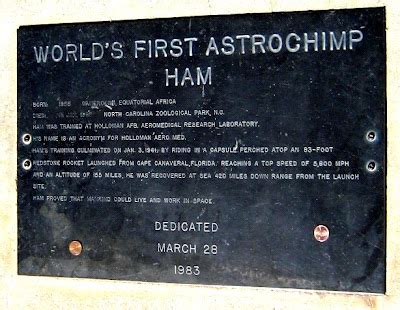 WORLD'S FIRST ASTROCHIMP
HAM
BORN EQUATORIAL AFRICA
DIED NORTH CAROLINA ZOOLOGICAL PARK, N.C.
HAM WAS TRAINED AT HOLLOMAN AFB, AEROMEDICAL RESEARCH LABORATORY.
HIS NAME IS AN ACRONYM FOR HOLLOMAN AERO MED.
HAM'S TRAINING CULMINATED ON JAN. 3, 1961, BY RIDING IN A CAPSULE PERCHED ATOP AN 83-FOOT
REDSTONE ROCKET LAUNCHED FROM CAPE CANAVERAL, FLORIDA. REACHING A TOP SPEED OF 5,800 MPH
AND AN ALTITUDE OF 155 MILES, HE WAS RECOVERED AT SEA 420 MILES DOWN RANGE FROM THE LAUNCH
SITE.
HAM PROVED THAT MANKIND COULD LIVE AND WORK IN SPACE.
DEDICATED
MARCH 28
1983